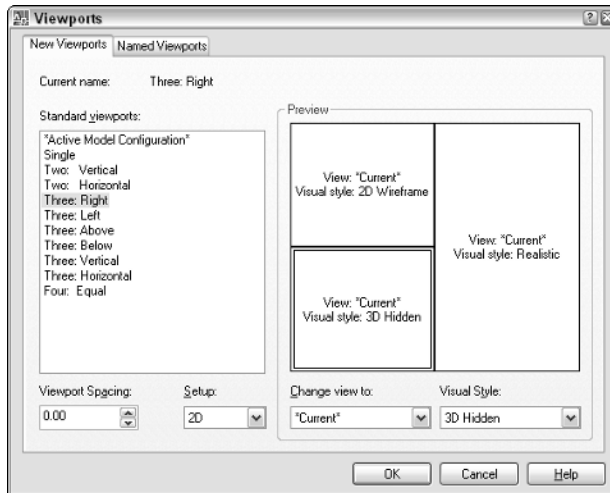 Viewports
New Viewports
Named Viewports
Current name: Three: Right
Standard viewports:
*Active Model Configuration*
Single
Two: Vertical
Two: Horizontal
Three: Right
Three: Left
Three: Above
Three: Below
Three: Vertical
Three: Horizontal
Four: Equal
Preview
View: *Current*
Visual style: 2D Wireframe
View: *Current*
Visual style: 3D Hidden
View: *Current*
Visual style: Realistic
Viewport Spacing:
0.00
Setup:
2D
Change view to:
*Current*
Visual Style:
3D Hidden
OK
Cancel
Help